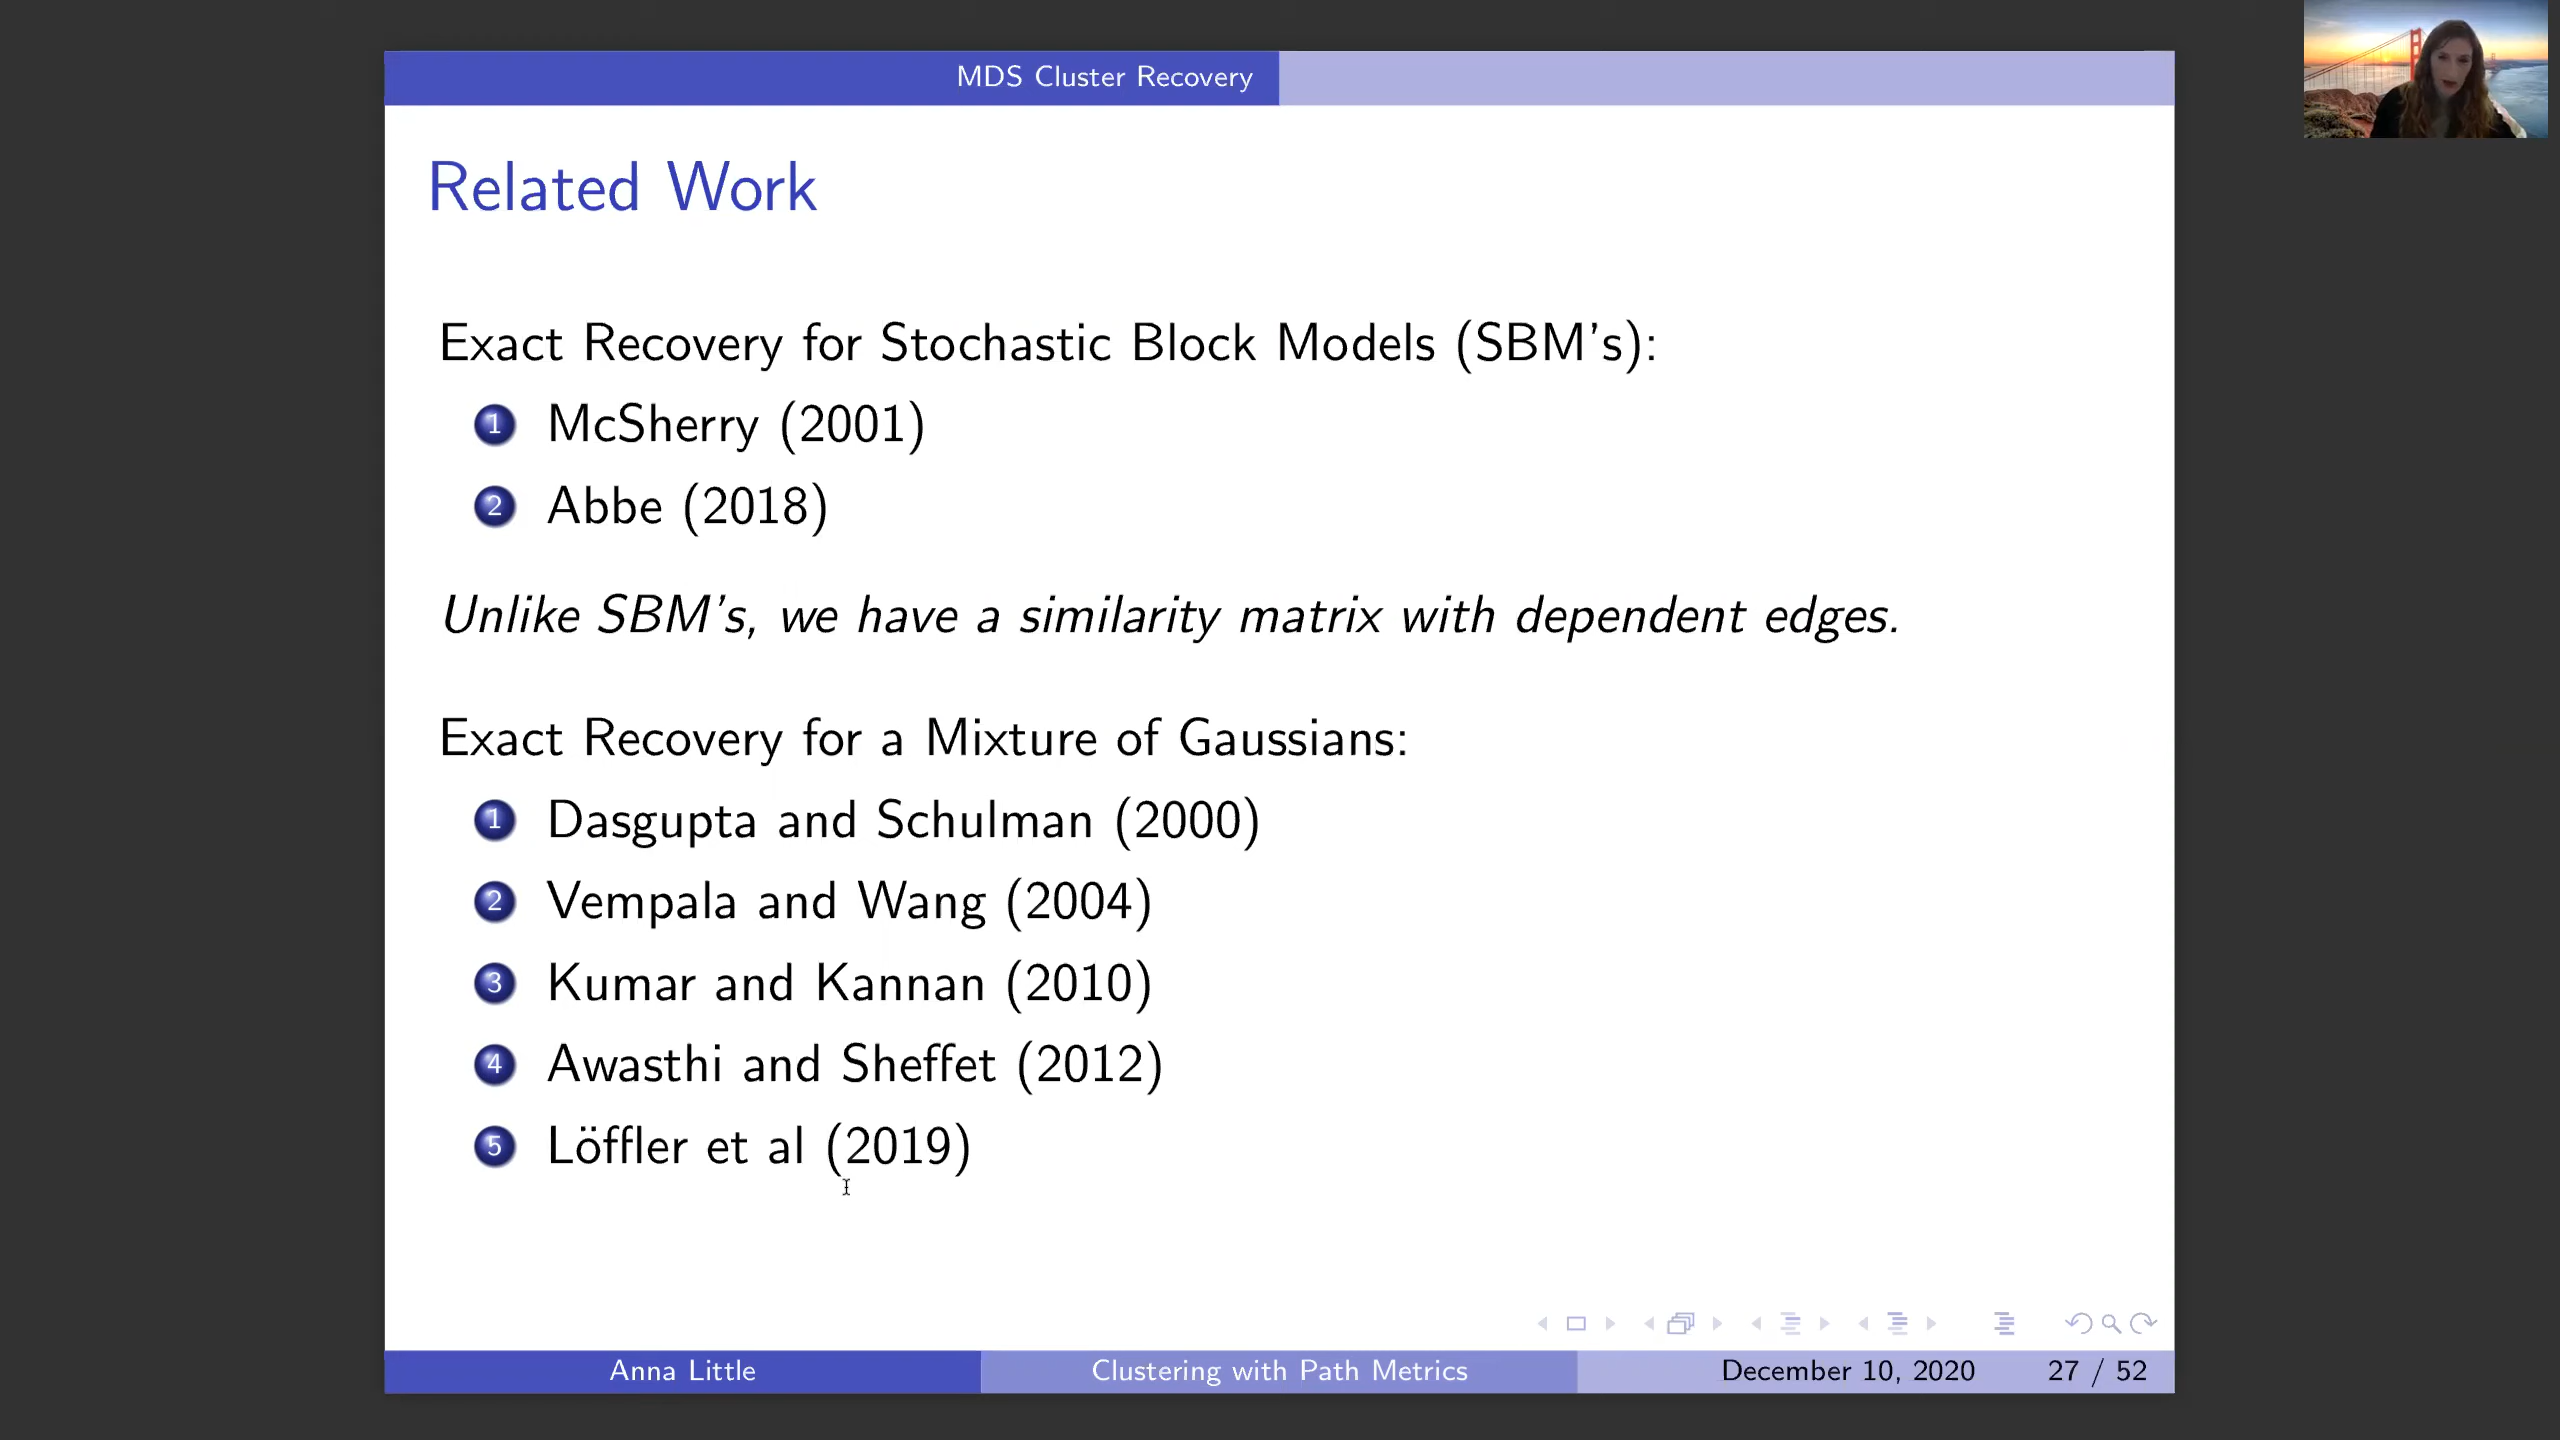 MDS Cluster Recovery
Related Work
Exact Recovery for Stochastic Block Models (SBM's):
1 McSherry (2001)
2 Abbe (2018)
Unlike SBM's, we have a similarity matrix with dependent edges.
Exact Recovery for a Mixture of Gaussians:
1 Dasgupta and Schulman (2000)
2 Vempala and Wang (2004)
3 Kumar and Kannan (2010)
4 Awasthi and Sheffet (2012)
5 Löffler et al (2019)
Anna Little Clustering with Path Metrics December 10, 2020 27 / 52